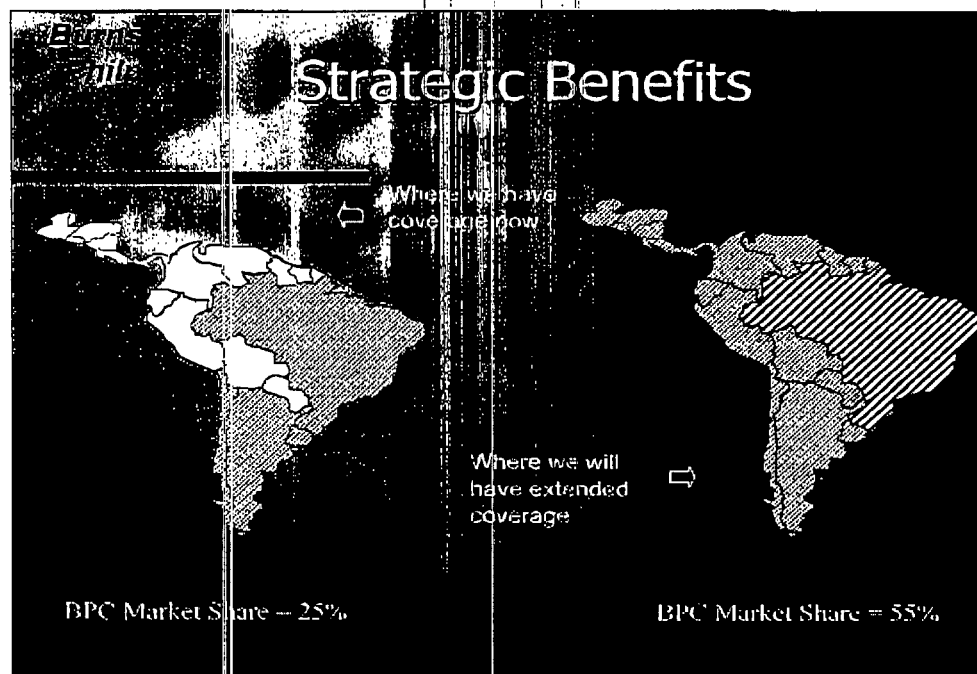 Burns
Strategic Benefits
Where we have
coverage now
Where we will
have extended
coverage
BPC Market Share = 25%
BPC Market Share = 55%